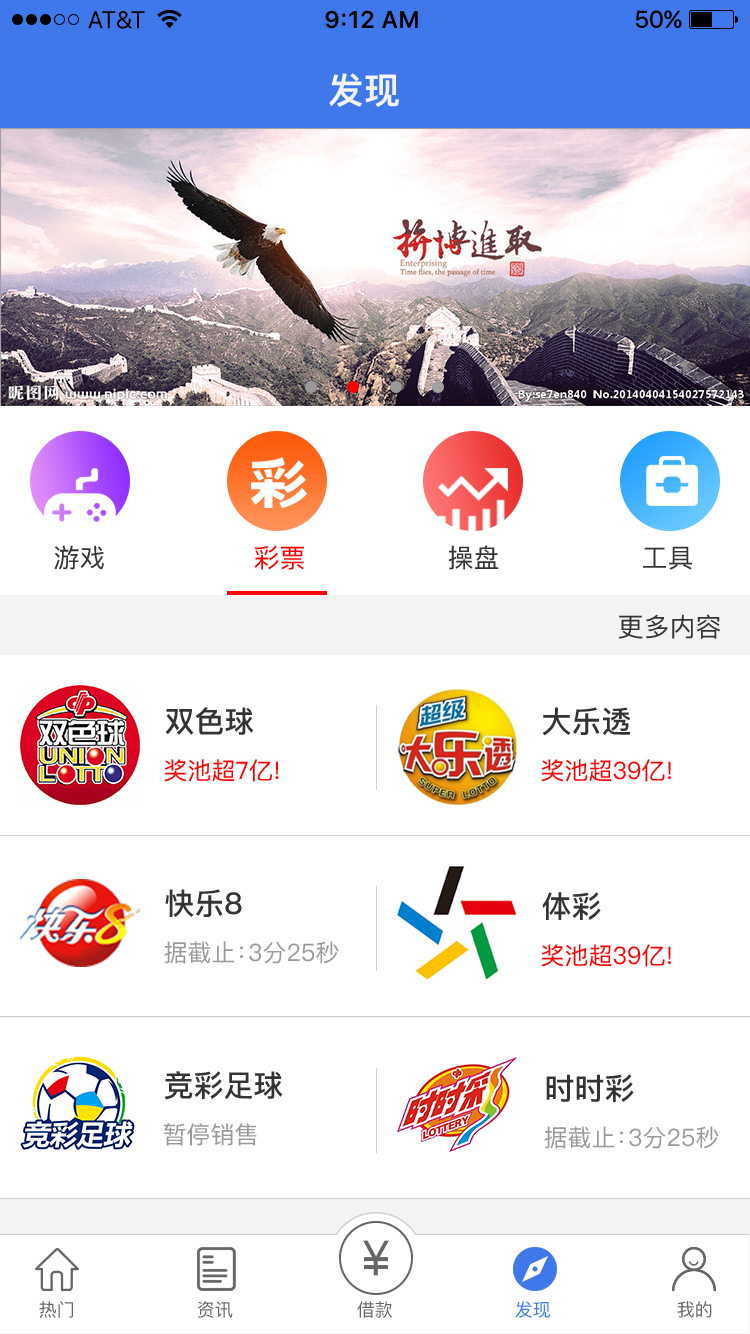 AT&T
9:12 AM
50%
发现
拚博進取
Enterprising
Time flies, the passage of time
昵图网 www.nipic.com
By:se7en840 No.20140404154027572143
彩
游戏
彩票
操盘
工具
更多内容
双色球
UNION
LOTTO
双色球
奖池超7亿!
超级
大乐透
SUPER LOTTO
大乐透
奖池超39亿!
快乐8
快乐8
据截止:3分25秒
体彩
奖池超39亿!
竞彩足球
竞彩足球
暂停销售
时时彩
LOTTERY
时时彩
据截止:3分25秒
¥
热门
资讯
借款
发现
我的